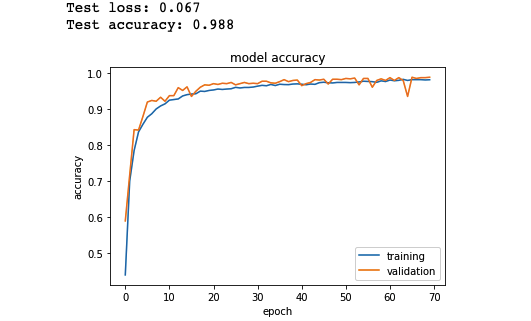 Test loss: 0.067
Test accuracy: 0.988
model accuracy
1.0
0.9
0.8
0.7
0.6
0.5
accuracy
training
validation
0 10 20 30 40 50 60 70
epoch